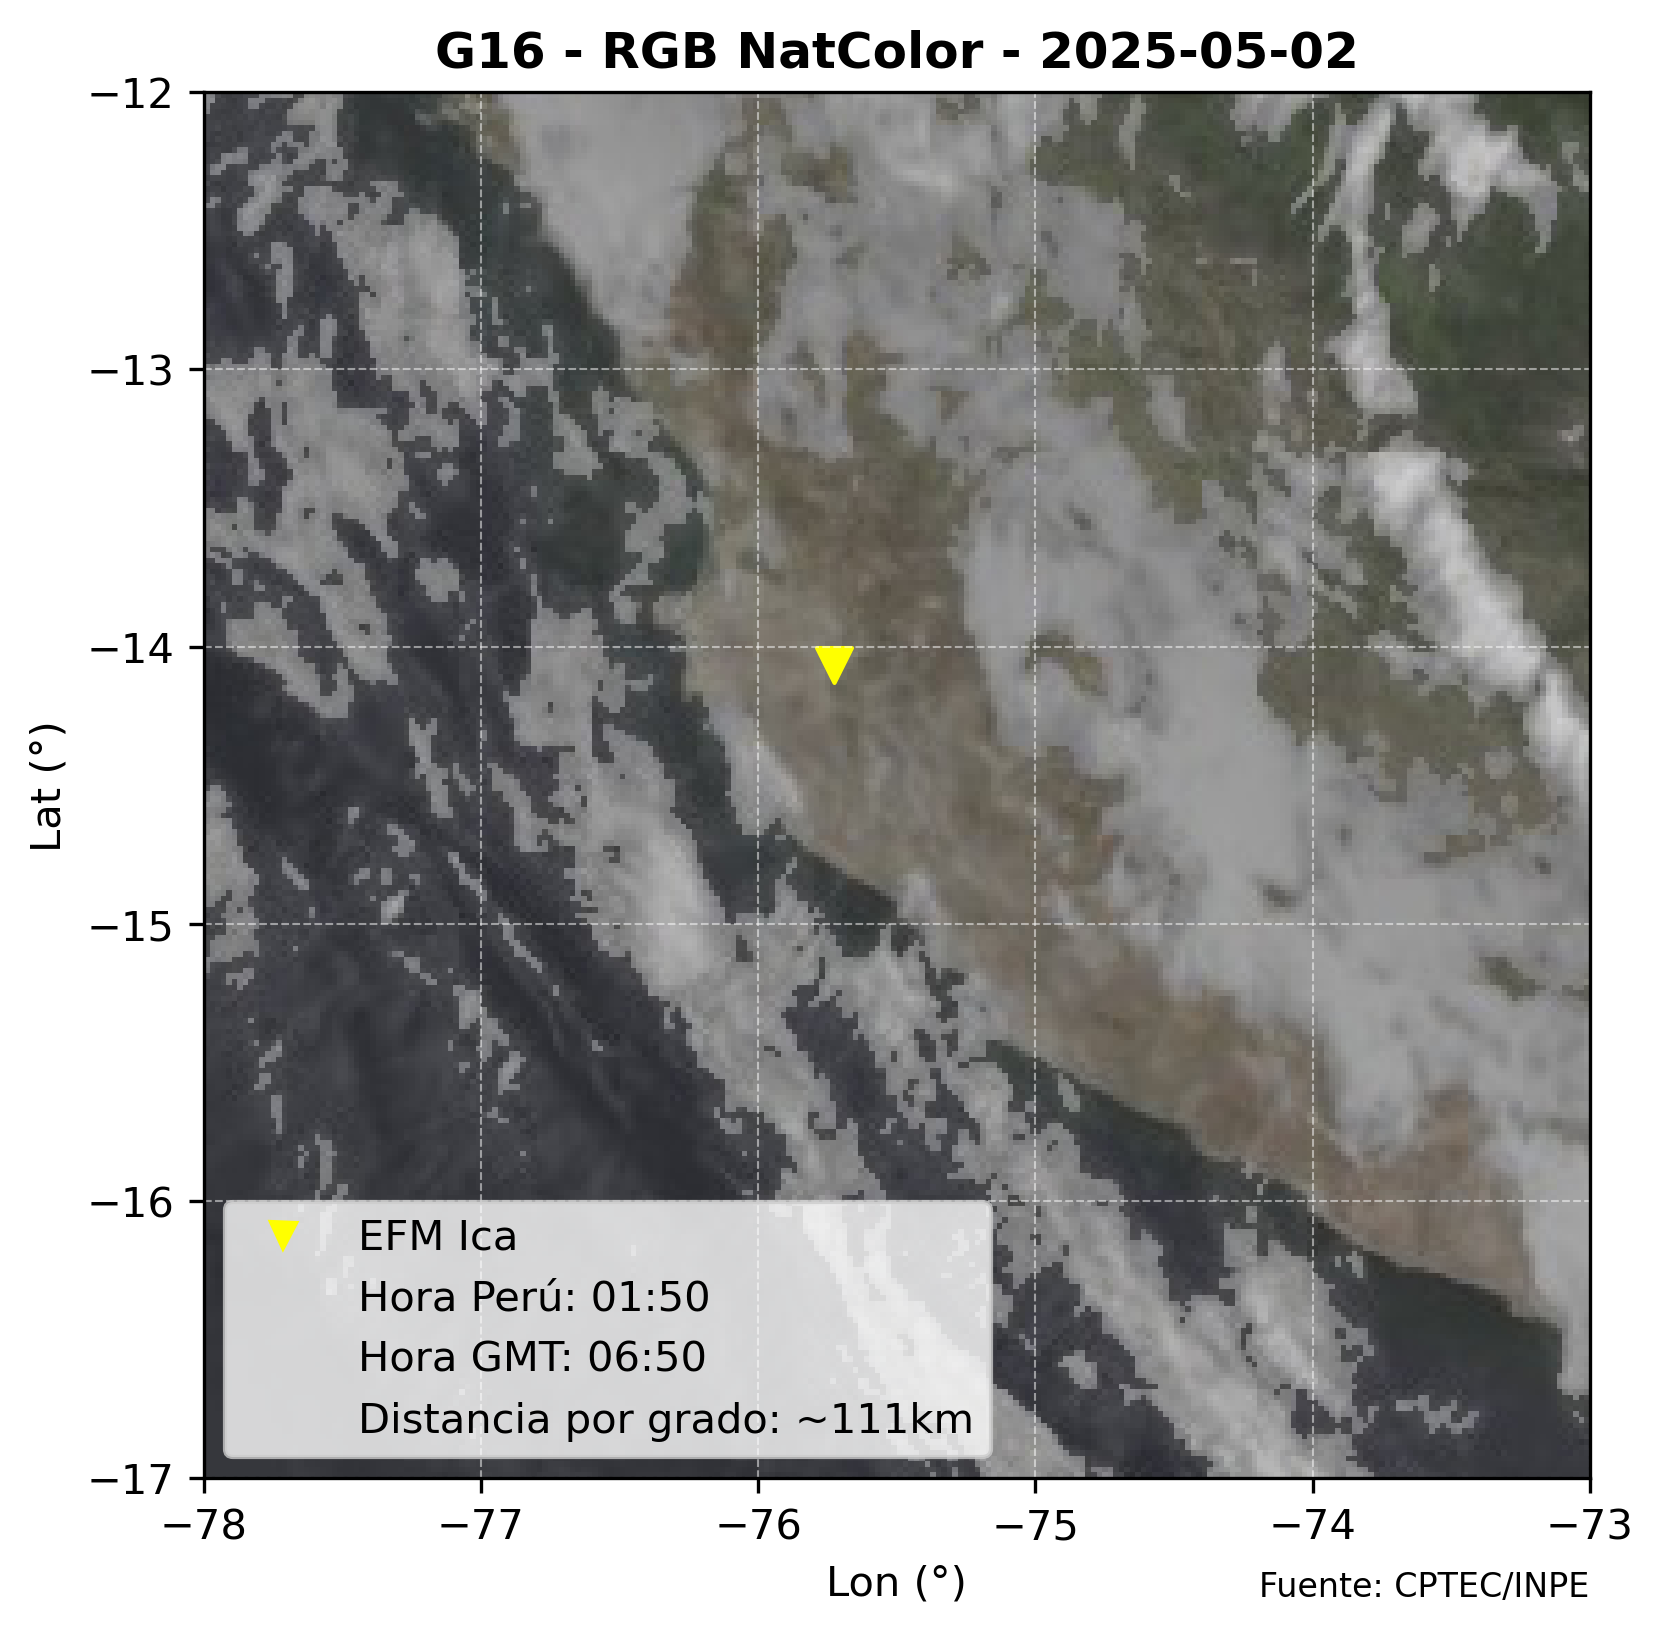 G16 - RGB NatColor - 2025-05-02
−12
−13
−14
−15
−16
−17
Lat (°)
EFM Ica
Hora Perú: 01:50
Hora GMT: 06:50
Distancia por grado: ~111km
−78 −77 −76 −75 −74 −73
Lon (°)
Fuente: CPTEC/INPE